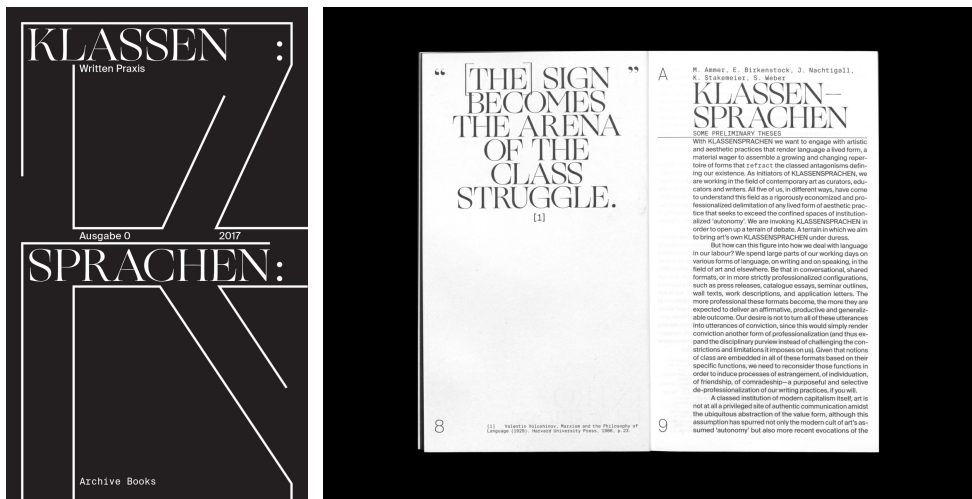 KLASSEN :
Written Praxis
Ausgabe 0 2017
SPRACHEN:
Archive Books
“ [THE] SIGN ”
BECOMES
THE ARENA
OF THE
CLASS
STRUGGLE.
[1]
8
[1] Valentin Voloshinov, Marxism and the Philosophy of
Language (1929). Harvard University Press, 1986, p.23.
A
M. Ammer, E. Birkenstock, J. Nachtigall,
K. Stakemeier, S. Weber
KLASSEN—
SPRACHEN
SOME PRELIMINARY THESES
With KLASSENSPRACHEN we want to engage with artistic
and aesthetic practices that render language a lived form, a
material wager to assemble a growing and changing reper-
toire of forms that refract the classed antagonisms defin-
ing our existence. As initiators of KLASSENSPRACHEN, we
are working in the field of contemporary art as curators, edu-
cators and writers. All five of us, in different ways, have come
to understand this field as a rigorously economized and pro-
fessionalized delimitation of any lived form of aesthetic prac-
tice that seeks to exceed the confined spaces of institution-
alized ‘autonomy’. We are invoking KLASSENSPRACHEN in
order to open up a terrain of debate. A terrain in which we aim
to bring art's own KLASSENSPRACHEN under duress.
But how can this figure into how we deal with language
in our labour? We spend large parts of our working days on
various forms of language, on writing and on speaking, in the
field of art and elsewhere. Be that in conversational, shared
formats, or in more strictly professionalized configurations,
such as press releases, catalogue essays, seminar outlines,
wall texts, work descriptions, and application letters. The
more professional these formats become, the more they are
expected to deliver an affirmative, productive and generaliz-
able outcome. Our design is not to turn all of these utterances
into utterances of conviction, since this would simply render
conviction another form of professionalization (and thus ex-
pand the disciplinary purview instead of challenging the con-
strictions and limitations it imposes on us). Given that notions
of class are embedded in all of these formats based on their
specific functions, we need to reconsider those functions in
order to induce processes of estrangement, of individuation,
of friendship, of comradeship—a purposeful and selective
de-professionalization of our writing practices, if you will.
A classed institution of modern capitalism itself, art is
not at all a privileged site of authentic communication amidst
the ubiquitous abstraction of the value form, although this
assumption has spurred not only the modern cult of art's as-
sumed ‘autonomy’ but also more recent evocations of the
9